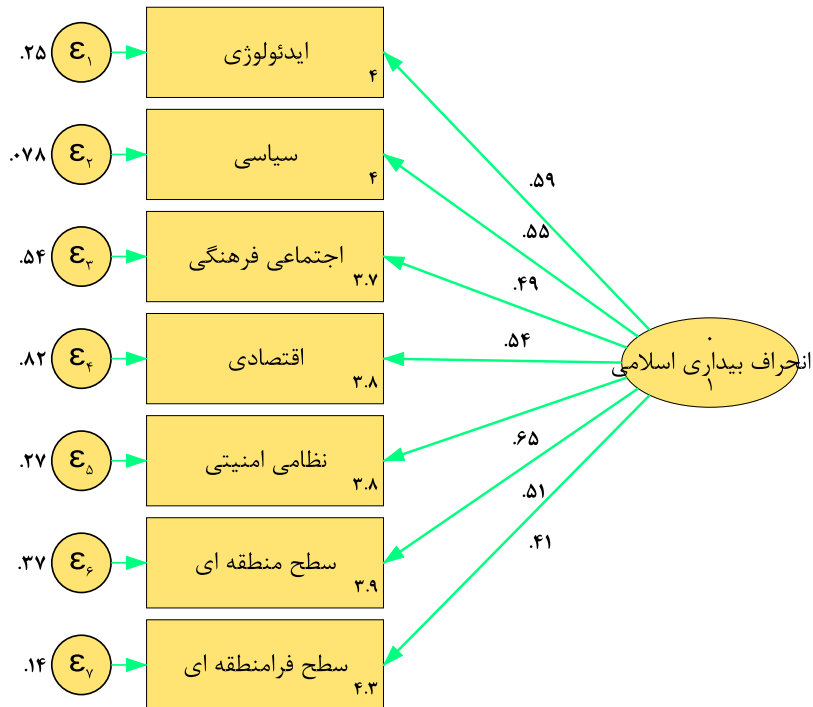 .۲۵ ε۱ ایدئولوژی ۴
.۰۷۸ ε۲ سیاسی ۴
.۵۴ ε۳ اجتماعی فرهنگی ۳.۷
.۸۲ ε۴ اقتصادی ۳.۸
.۲۷ ε۵ نظامی امنیتی ۳.۸
.۳۷ ε۶ سطح منطقه ای ۳.۹
.۱۴ ε۷ سطح فرامنطقه ای ۴.۳
.۵۹
.۵۵
.۴۹
.۵۴
.۶۵
.۵۱
.۴۱
۰
انحراف بیداری اسلامی
۱